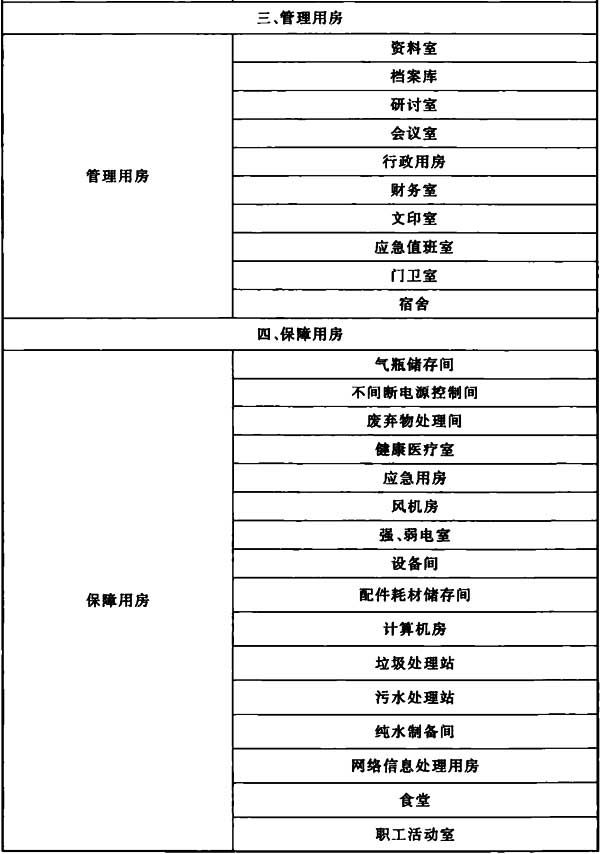 三、管理用房
管理用房
资料室
档案库
研讨室
会议室
行政用房
财务室
文印室
应急值班室
门卫室
宿舍
四、保障用房
保障用房
气瓶储存间
不间断电源控制间
废弃物处理间
健康医疗室
应急用房
风机房
强、弱电室
设备间
配件耗材储存间
计算机房
垃圾处理站
污水处理站
纯水制备间
网络信息处理用房
食堂
职工活动室